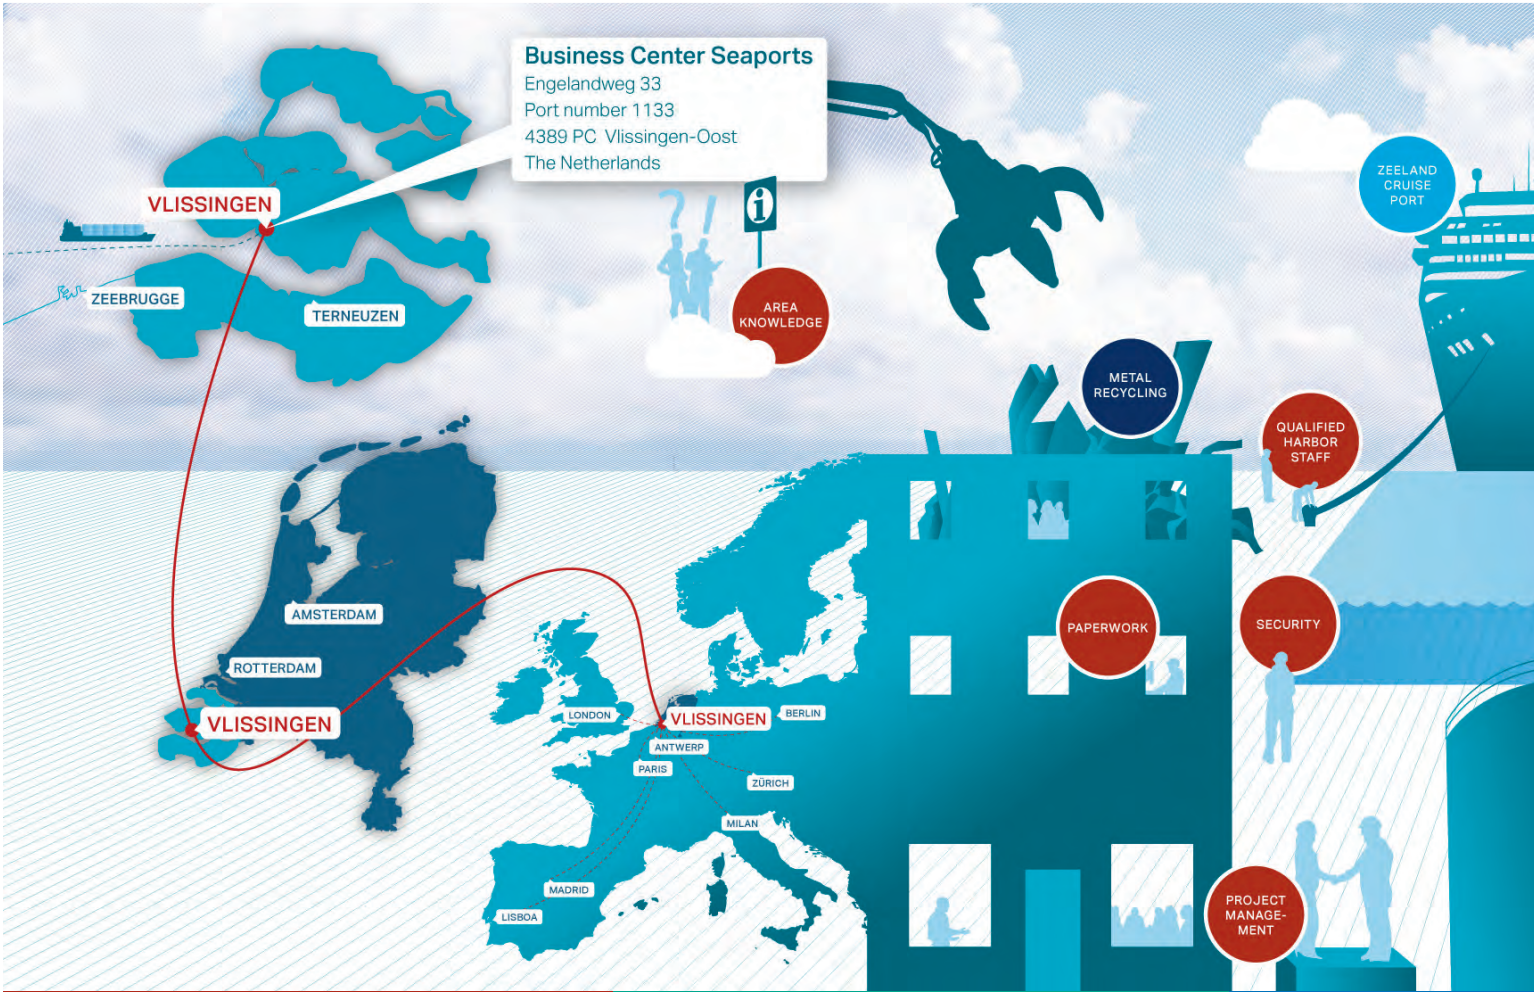 Business Center Seaports
Engelandweg 33
Port number 1133
4389 PC Vlissingen-Oost
The Netherlands
VLISSINGEN
ZEEBRUGGE
TERNEUZEN
?!
i
AREA
KNOWLEDGE
ZEELAND
CRUISE
PORT
METAL
RECYCLING
QUALIFIED
HARBOR
STAFF
AMSTERDAM
ROTTERDAM
VLISSINGEN
LONDON
VLISSINGEN
BERLIN
ANTWERP
PARIS
ZÜRICH
MILAN
MADRID
LISBOA
PAPERWORK
SECURITY
PROJECT
MANAGE-
MENT